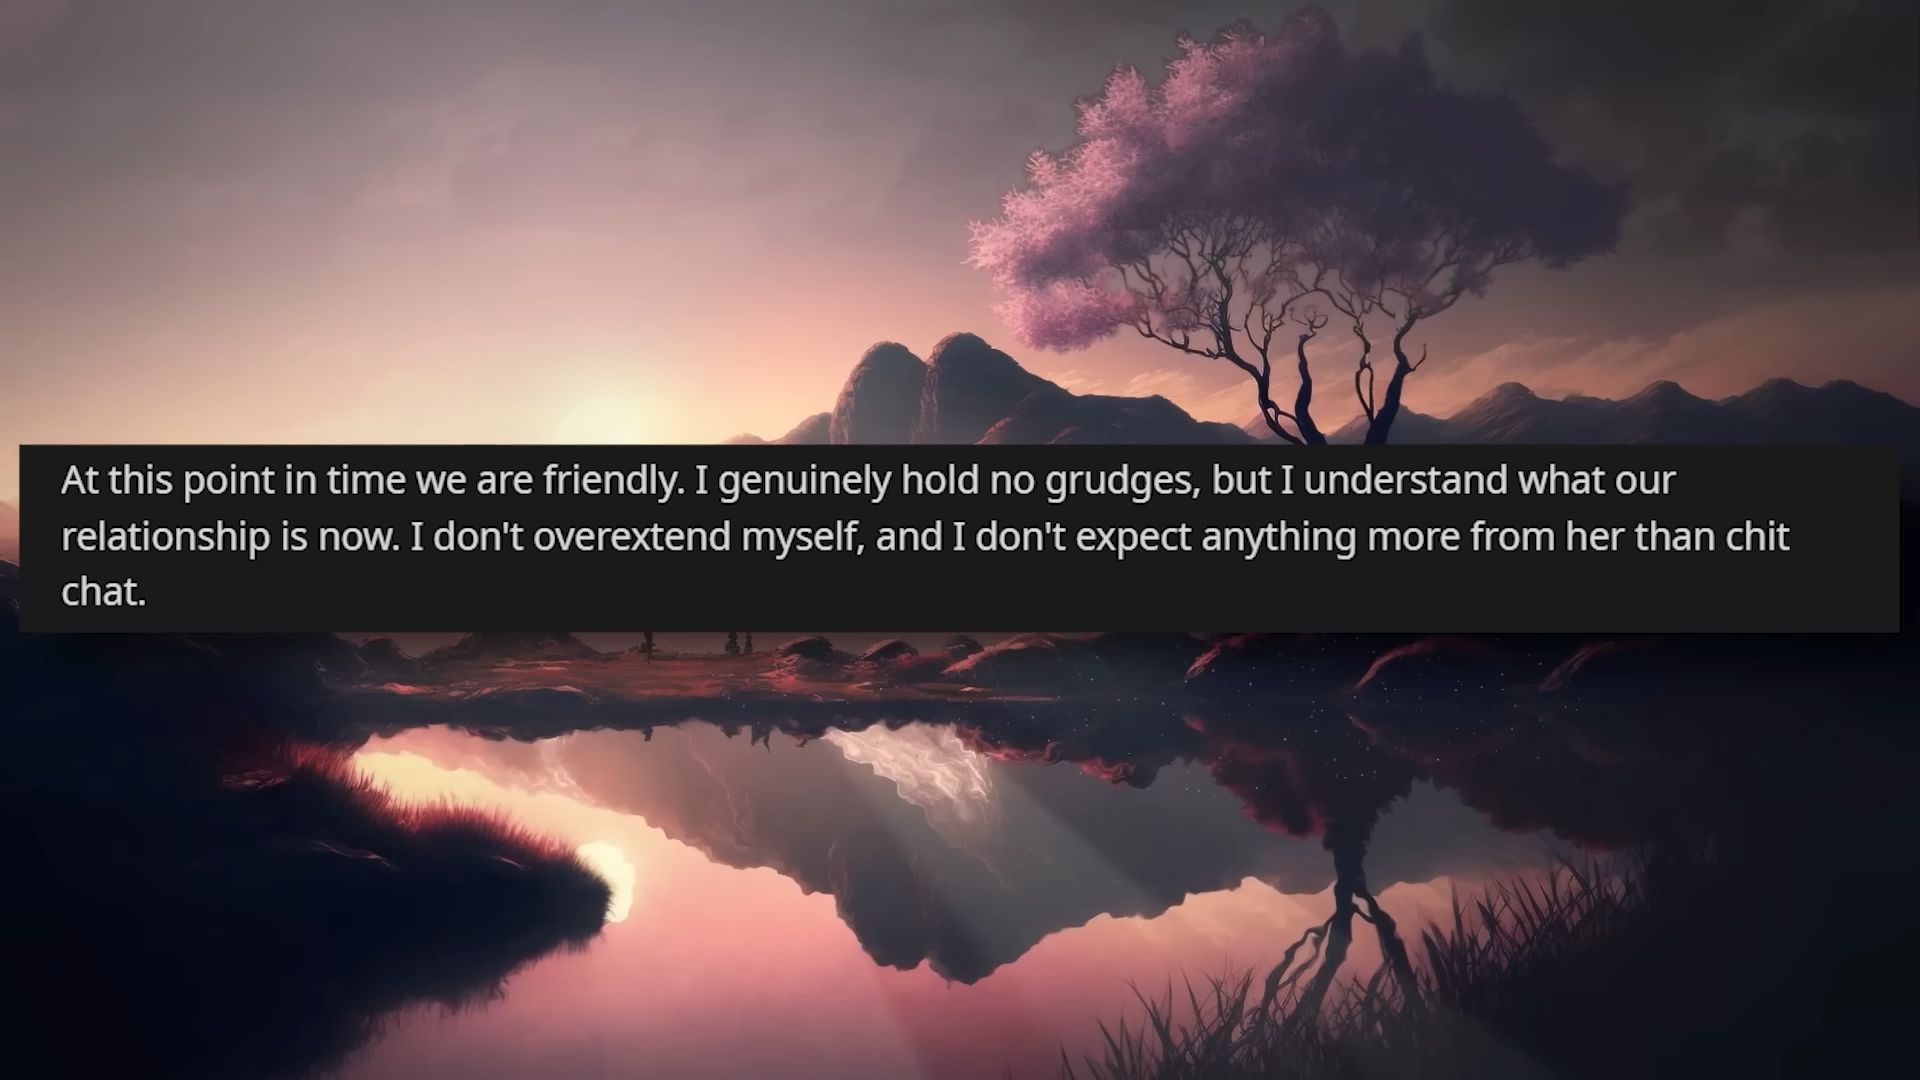 At this point in time we are friendly. I genuinely hold no grudges, but I understand what our
relationship is now. I don't overextend myself, and I don't expect anything more from her than chit
chat.